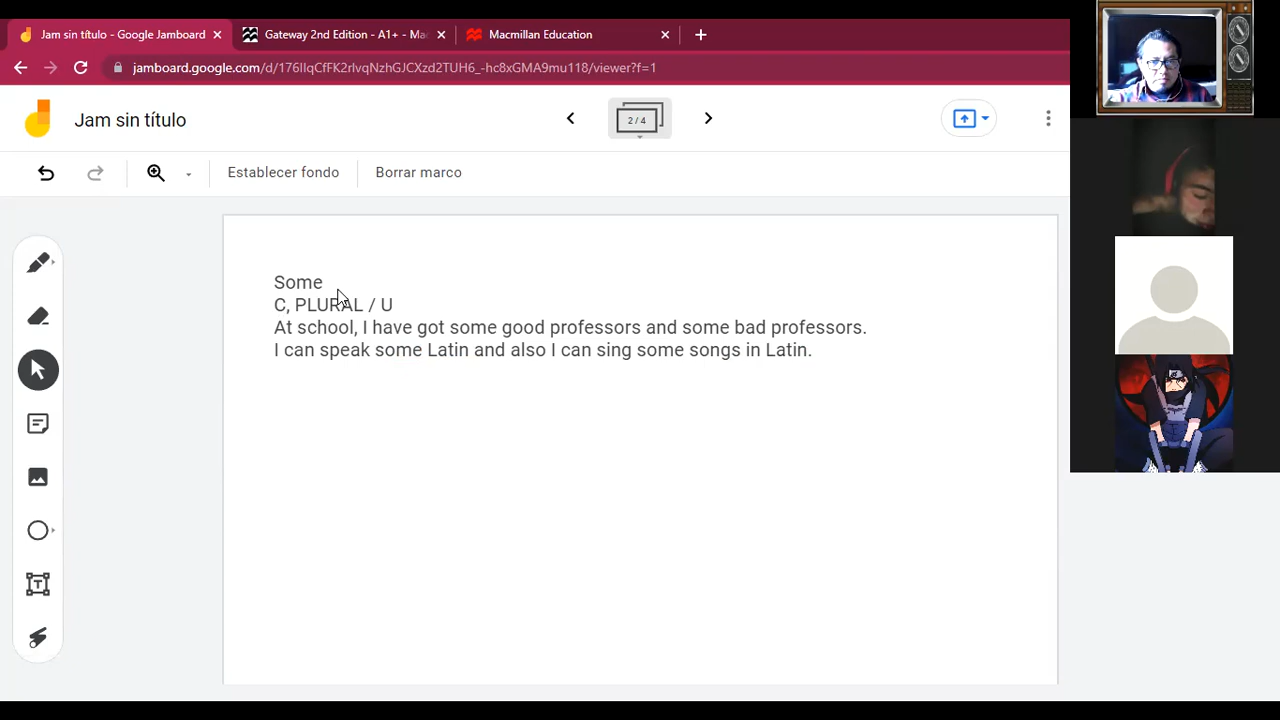 Jam sin título - Google Jamboard
Gateway 2nd Edition - A1+ - Mac
Macmillan Education
jamboard.google.com/d/176IIqCfFK2rlvqNzhGJCXzd2TUH6_-hc8xGMA9mu118/viewer?f=1
Jam sin título
2 / 4
Establecer fondo
Borrar marco
Some
C, PLURAL / U
At school, I have got some good professors and some bad professors.
I can speak some Latin and also I can sing some songs in Latin.